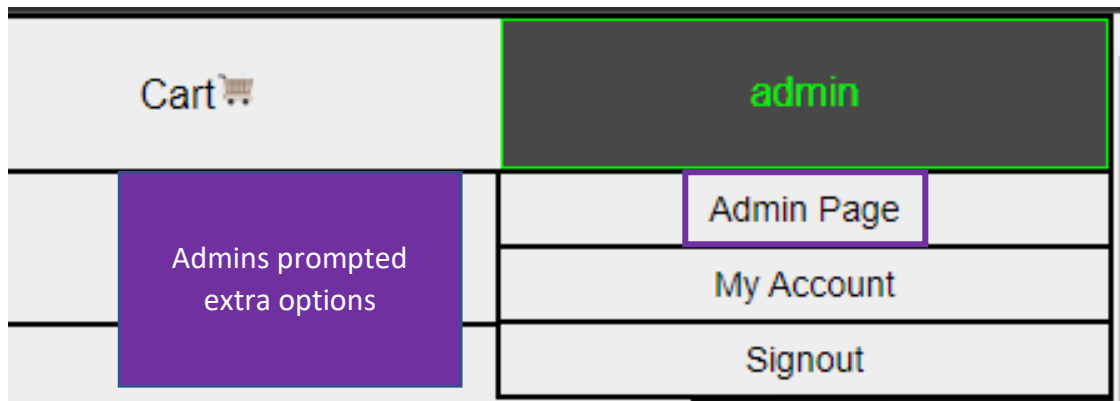 Cart
admin
Admin Page
Admins prompted
extra options
My Account
Signout